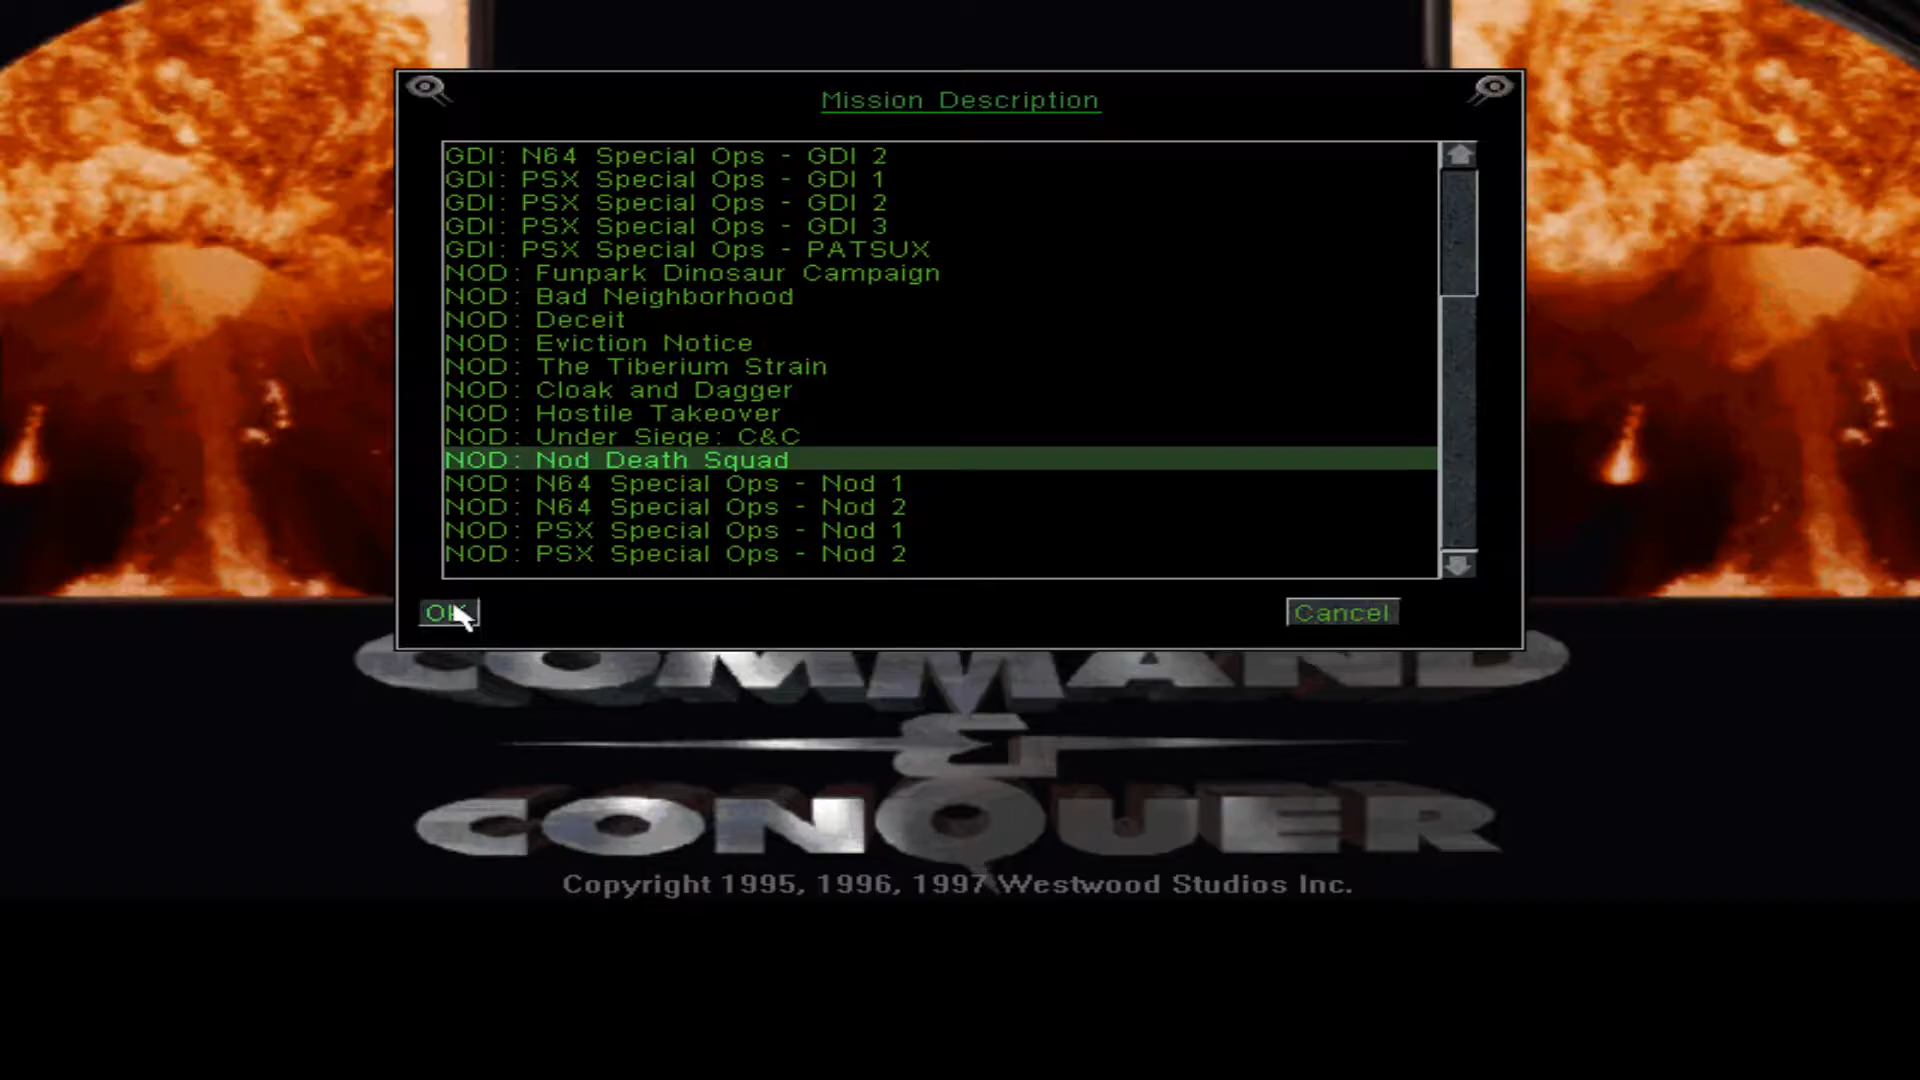 Mission Description
GDI: N64 Special Ops - GDI 2
GDI: PSX Special Ops - GDI 1
GDI: PSX Special Ops - GDI 2
GDI: PSX Special Ops - GDI 3
GDI: PSX Special Ops - PATSUX
NOD: Funpark Dinosaur Campaign
NOD: Bad Neighborhood
NOD: Deceit
NOD: Eviction Notice
NOD: The Tiberium Strain
NOD: Cloak and Dagger
NOD: Hostile Takeover
NOD: Under Siege: C&C
NOD: Nod Death Squad
NOD: N64 Special Ops - Nod 1
NOD: N64 Special Ops - Nod 2
NOD: PSX Special Ops - Nod 1
NOD: PSX Special Ops - Nod 2
OK Cancel
COMMAND
&
CONQUER
Copyright 1995, 1996, 1997 Westwood Studios Inc.